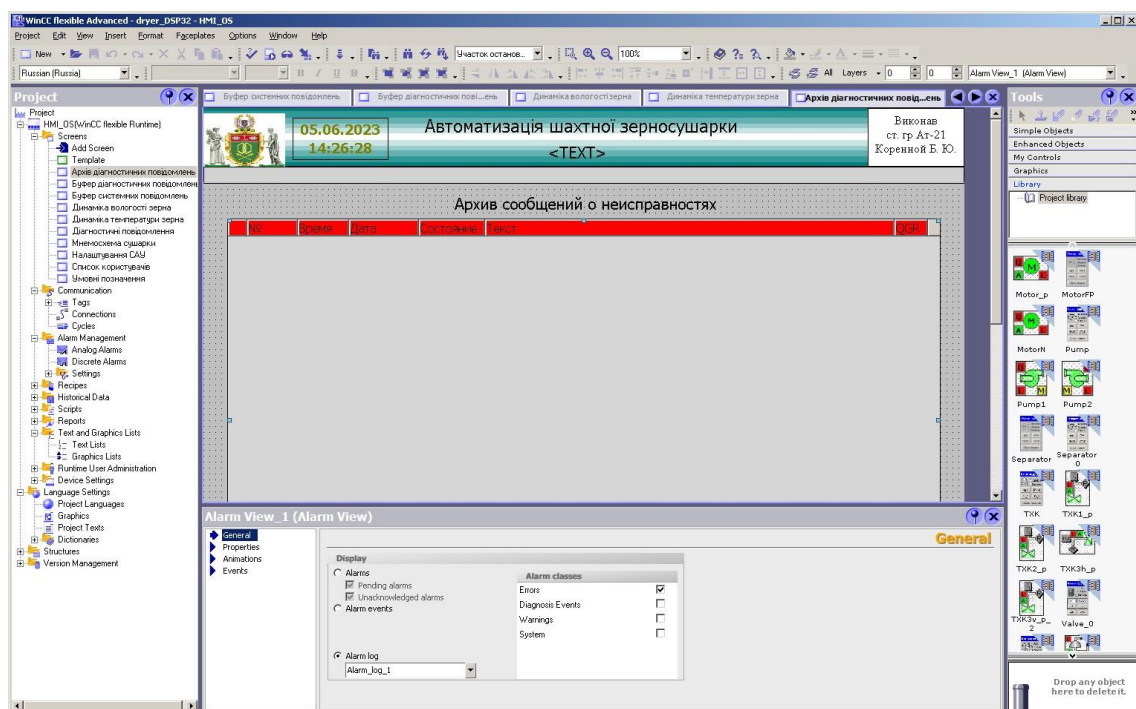 WinCC flexible Advanced - dryer_DSP32 - HMI_OS
Project Edit View Insert Format Faceplates Options Window Help
New Участок останов... 100%
Russian (Russia) B I U B All Layers 0 0 Alarm View_1 (Alarm View)
Project
Project
HMI_OS(WinCC flexible Runtime)
Screens
Add Screen
Template
Архів діагностичних повідомлень
Буфер діагностичних повідомлень
Буфер системних повідомлень
Динаміка вологості зерна
Динаміка температури зерна
Діагностичні повідомлення
Мнемосхема сушарки
Налаштування САУ
Список користувачів
Умовні позначення
Communication
Tags
Connections
Cycles
Alarm Management
Analog Alarms
Discrete Alarms
Settings
Recipes
Historical Data
Scripts
Reports
Text and Graphics Lists
Text Lists
Graphics Lists
Runtime User Administration
Device Settings
Language Settings
Project Languages
Graphics
Project Texts
Dictionaries
Structures
Version Management
Буфер системних повідомлень Буфер діагностичних пові...ень Динаміка вологості зерна Динаміка температури зерна Архів діагностичних повід...ень
05.06.2023
14:26:28
Автоматизація шахтної зерносушарки
<TEXT>
Виконав
ст. гр Ат-21
Коренной Б. Ю.
Архив сообщений о неисправностях
№ Время Дата Состояние Текст QGR
Alarm View_1 (Alarm View)
General
General
Properties
Animations
Events
Display
Alarms
Pending alarms
Unacknowledged alarms
Alarm events
Alarm log
Alarm_log_1
Alarm classes
Errors
Diagnosis Events
Warnings
System
Tools
Simple Objects
Enhanced Objects
My Controls
Graphics
Library
Project library
Motor_p MotorFP
MotorN Pump
Pump1 Pump2
Separator Separator0
TXK TXK1_p
TXK2_p TXK3h_p
TXK3v_p_2 Valve_0
Drop any object
here to delete it.